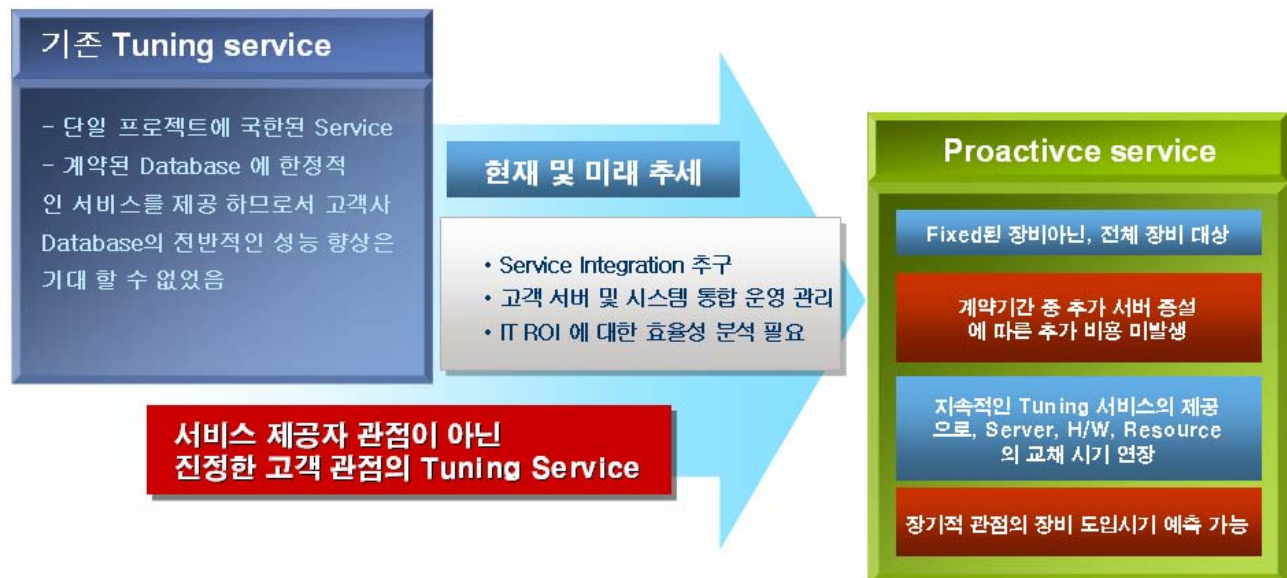 기존 Tuning service
- 단일 프로젝트에 국한된 Service
- 계약된 Database 에 한정적
인 서비스를 제공 하므로서 고객사
Database의 전반적인 성능 향상은
기대 할 수 없었음
현재 및 미래 추세
• Service Integration 추구
• 고객 서버 및 시스템 통합 운영 관리
• IT ROI 에 대한 효율성 분석 필요
서비스 제공자 관점이 아닌
진정한 고객 관점의 Tuning Service
Proactivce service
Fixed된 장비아닌, 전체 장비 대상
계약기간 중 추가 서버 증설
에 따른 추가 비용 미발생
지속적인 Tuning 서비스의 제공
으로, Server, H/W, Resource
의 교체 시기 연장
장기적 관점의 장비 도입시기 예측 가능